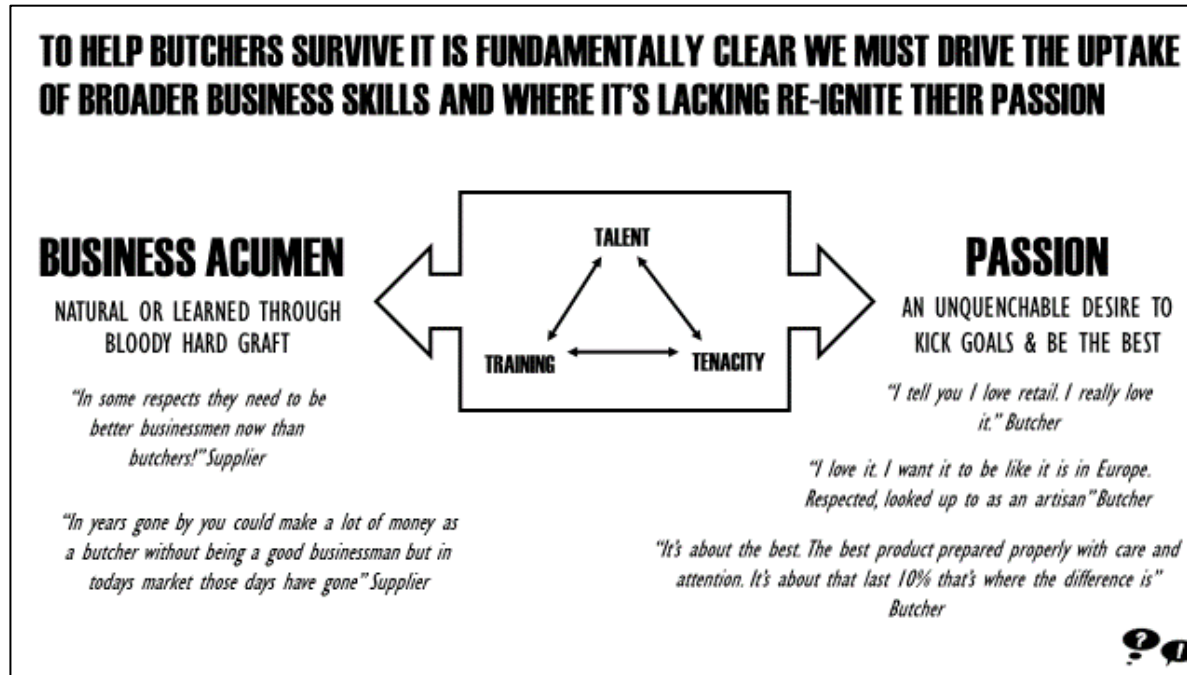 TO HELP BUTCHERS SURVIVE IT IS FUNDAMENTALLY CLEAR WE MUST DRIVE THE UPTAKE
OF BROADER BUSINESS SKILLS AND WHERE IT'S LACKING RE-IGNITE THEIR PASSION
BUSINESS ACUMEN
NATURAL OR LEARNED THROUGH
BLOODY HARD GRAFT
"In some respects they need to be
better businessmen now than
butchers!" Supplier
"In years gone by you could make a lot of money as
a butcher without being a good businessman but in
todays market those days have gone" Supplier
TALENT
TRAINING
TENACITY
PASSION
AN UNQUENCHABLE DESIRE TO
KICK GOALS & BE THE BEST
"I tell you I love retail. I really love
it." Butcher
"I love it. I want it to be like it is in Europe.
Respected, looked up to as an artisan" Butcher
"It's about the best. The best product prepared properly with care and
attention. It's about that last 10% that's where the difference is"
Butcher
?
!